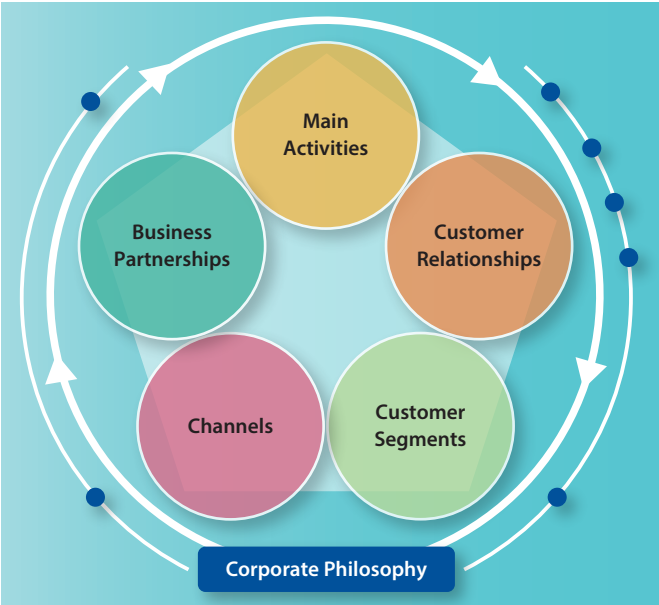 Main
Activities
Business
Partnerships
Customer
Relationships
Channels
Customer
Segments
Corporate Philosophy